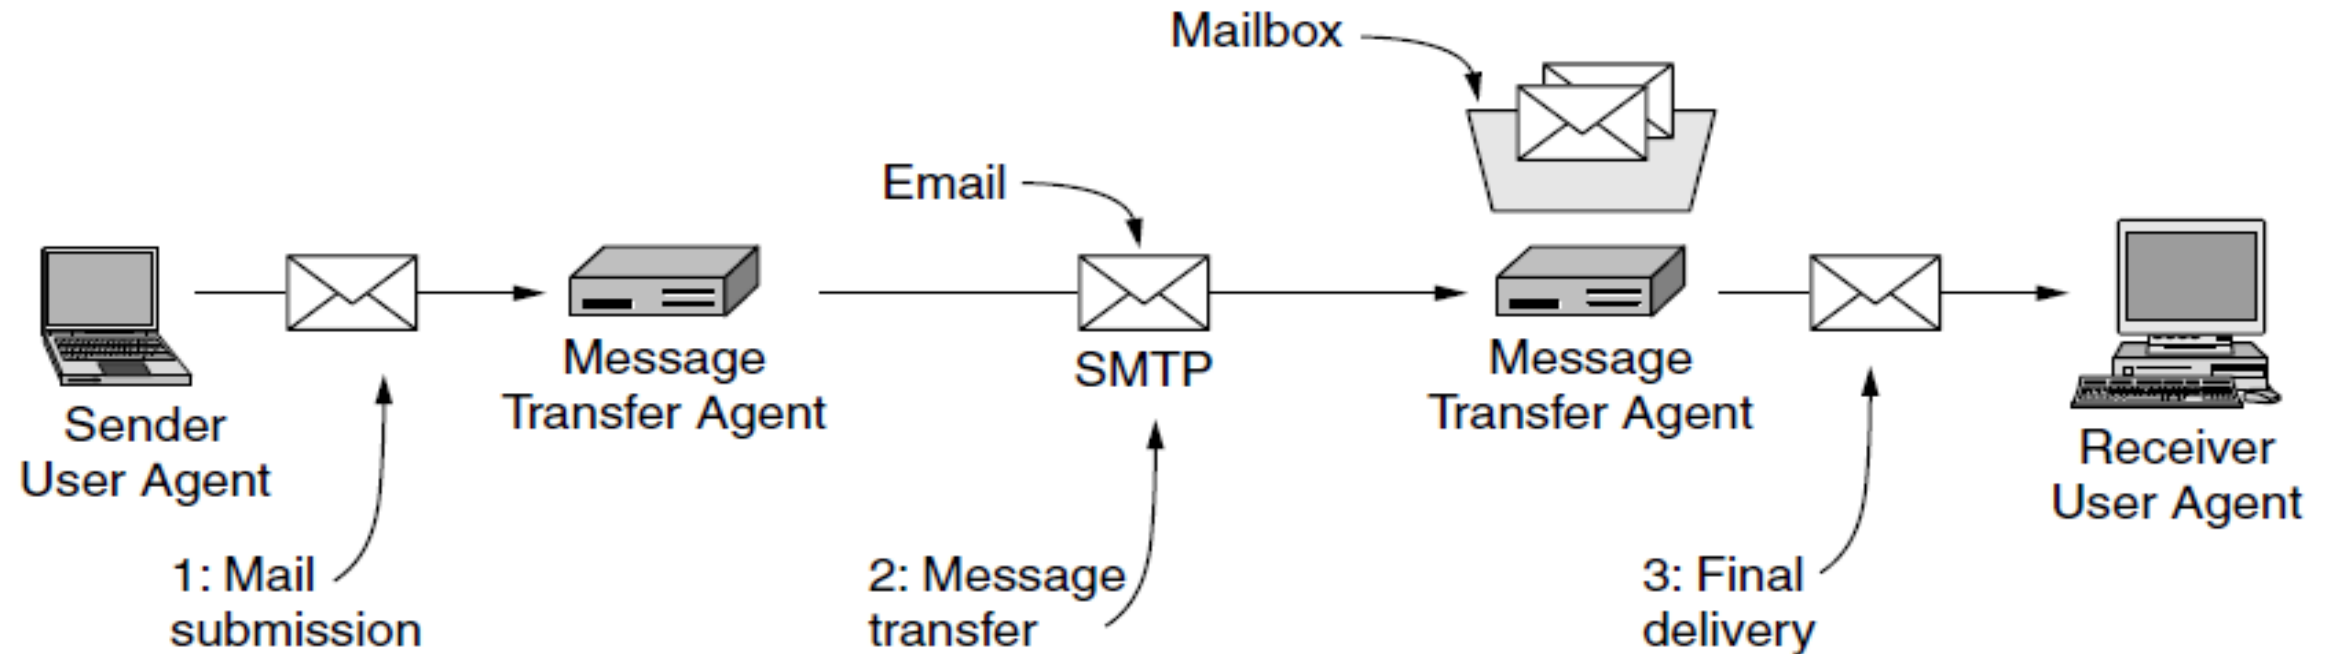 Mailbox
Email
Message
Transfer Agent
SMTP
Message
Transfer Agent
Sender
User Agent
Receiver
User Agent
1: Mail
submission
2: Message
transfer
3: Final
delivery